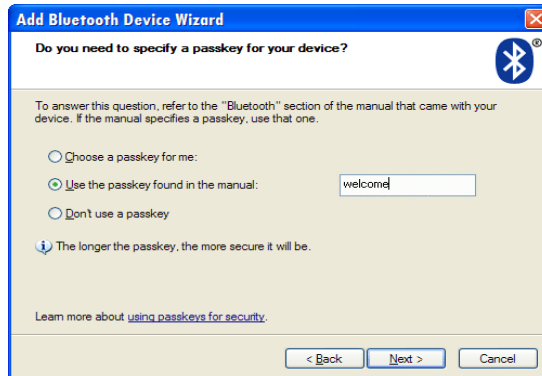 Add Bluetooth Device Wizard
Do you need to specify a passkey for your device?
®
To answer this question, refer to the "Bluetooth" section of the manual that came with your
device. If the manual specifies a passkey, use that one.
Choose a passkey for me:
Use the passkey found in the manual: welcome
Don't use a passkey
The longer the passkey, the more secure it will be.
Learn more about using passkeys for security.
< Back Next > Cancel